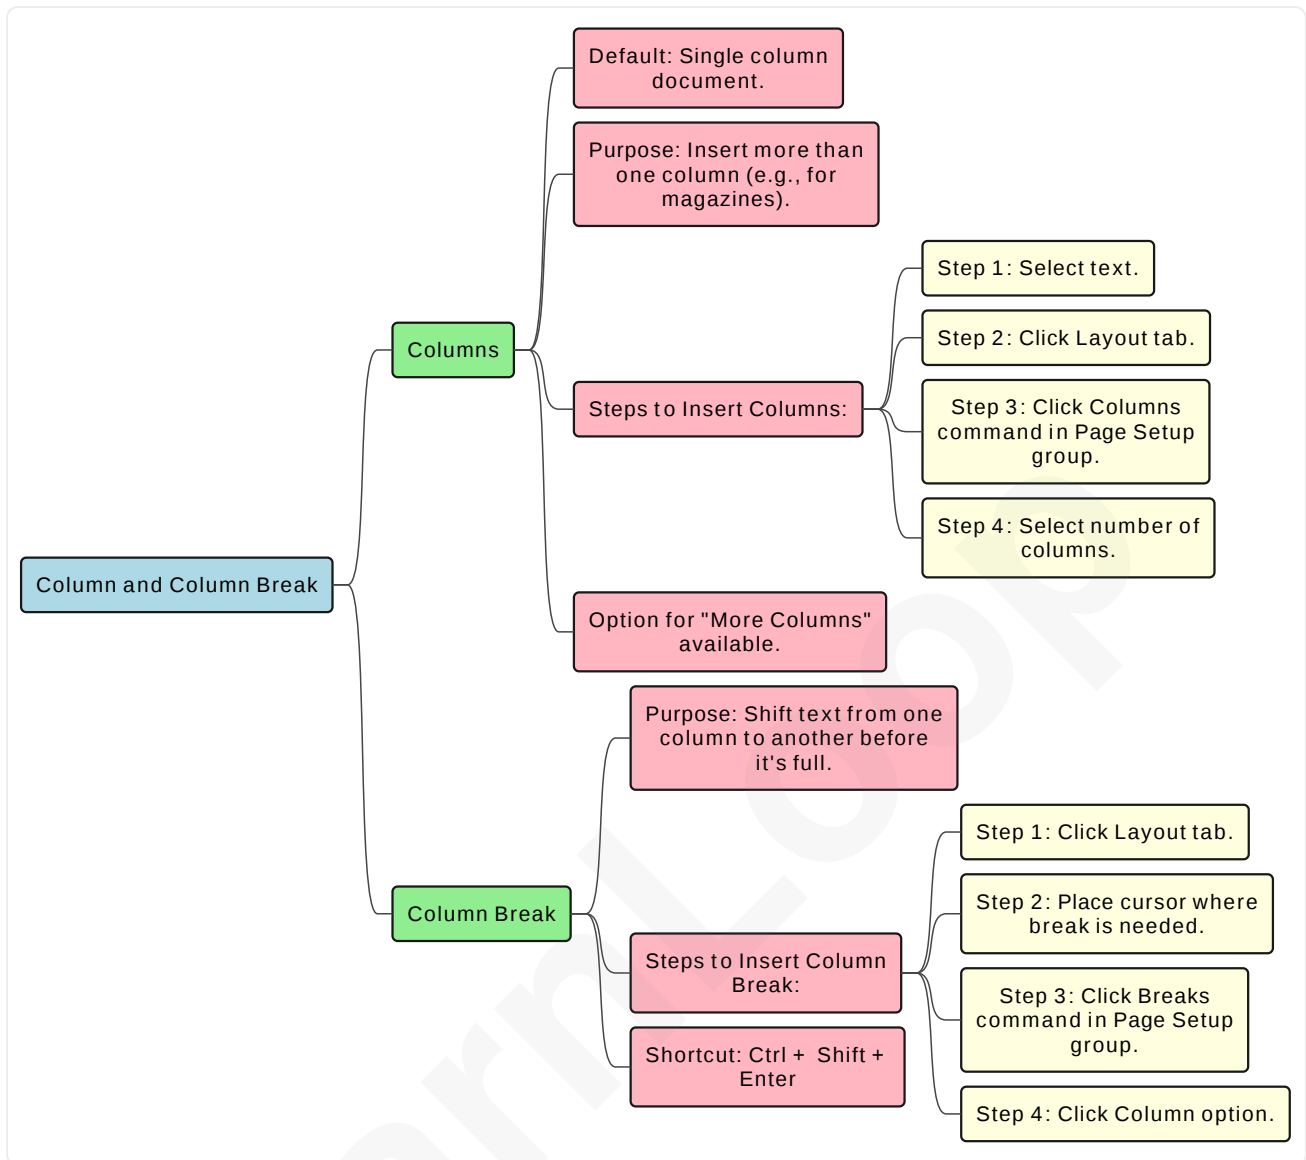 Default: Single column
document.
Purpose: Insert more than
one column (e.g., for
magazines).
Step 1: Select text.
Step 2: Click Layout tab.
Columns
Steps to Insert Columns:
Step 3: Click Columns
command in Page Setup
group.
Step 4: Select number of
columns.
Column and Column Break
Option for "More Columns"
available.
Purpose: Shift text from one
column to another before
it's full.
Step 1: Click Layout tab.
Step 2: Place cursor where
break is needed.
Column Break
Steps to Insert Column
Break:
Step 3: Click Breaks
command in Page Setup
group.
Shortcut: Ctrl + Shift +
Enter
Step 4: Click Column option.